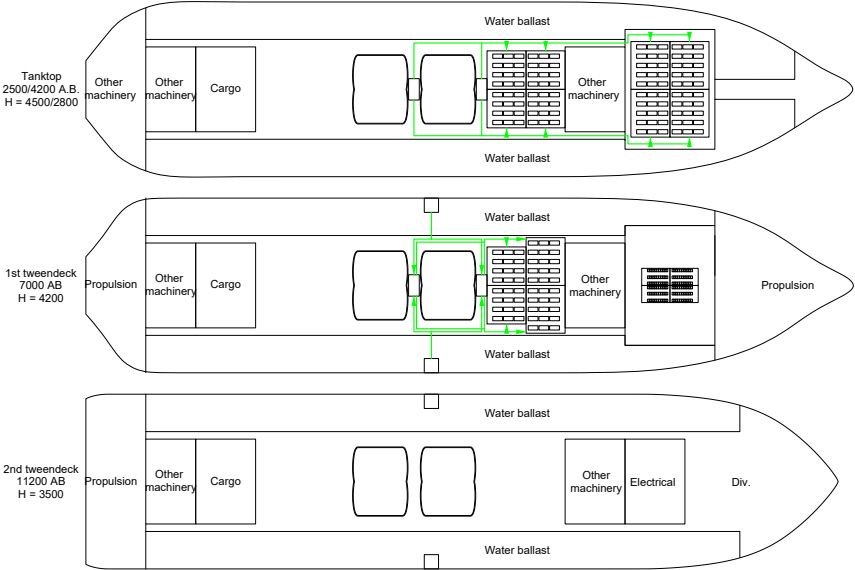 Water ballast
Tanktop
2500/4200 A.B.
H = 4500/2800
Other
machinery
Other
machinery
Cargo
Other
machinery
Water ballast
Water ballast
1st tweendeck
7000 AB
H = 4200
Propulsion
Other
machinery
Cargo
Other
machinery
Propulsion
Water ballast
Water ballast
2nd tweendeck
11200 AB
H = 3500
Propulsion
Other
machinery
Cargo
Other
machinery
Electrical
Div.
Water ballast